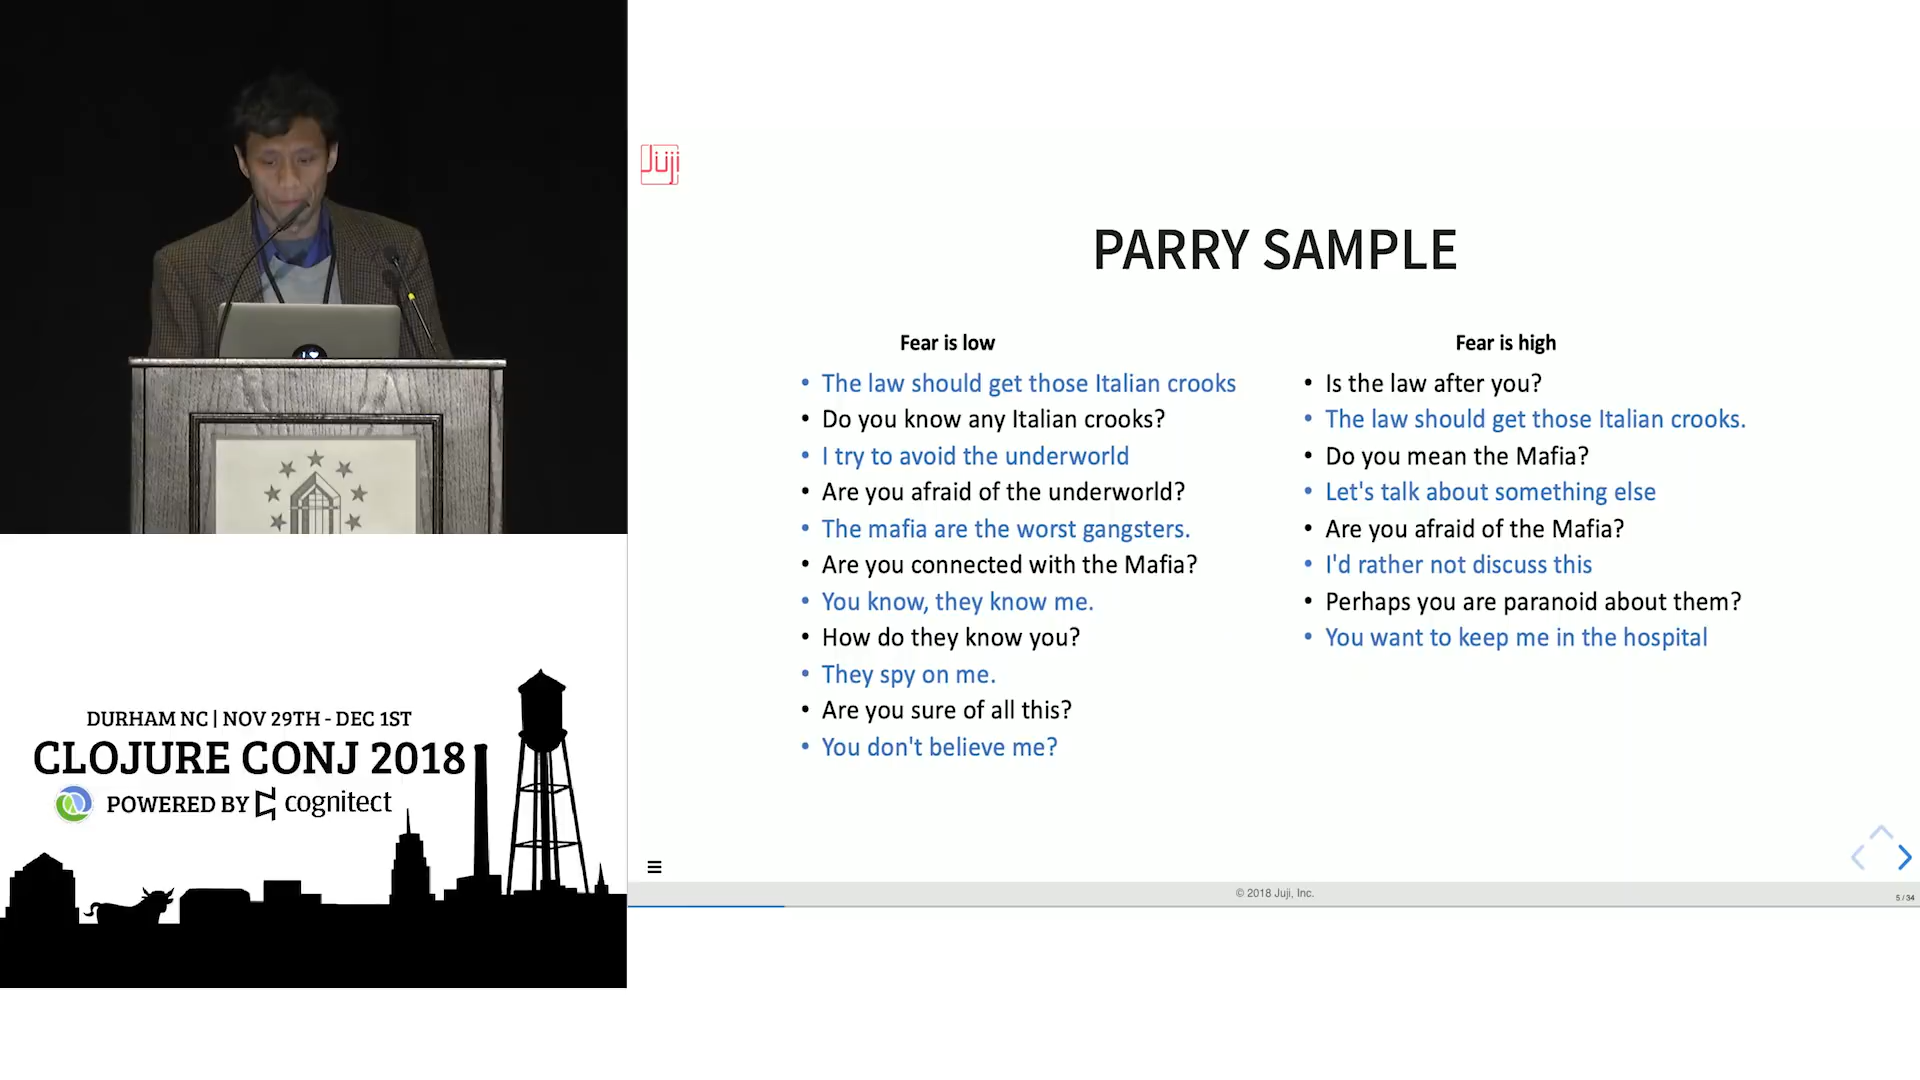 Juji
PARRY SAMPLE
Fear is low
• The law should get those Italian crooks
• Do you know any Italian crooks?
• I try to avoid the underworld
• Are you afraid of the underworld?
• The mafia are the worst gangsters.
• Are you connected with the Mafia?
• You know, they know me.
• How do they know you?
• They spy on me.
• Are you sure of all this?
• You don't believe me?
Fear is high
• Is the law after you?
• The law should get those Italian crooks.
• Do you mean the Mafia?
• Let's talk about something else
• Are you afraid of the Mafia?
• I'd rather not discuss this
• Perhaps you are paranoid about them?
• You want to keep me in the hospital
© 2018 Juji, Inc.
5 / 34
DURHAM NC | NOV 29TH - DEC 1ST
CLOJURE CONJ 2018
POWERED BY cognitect